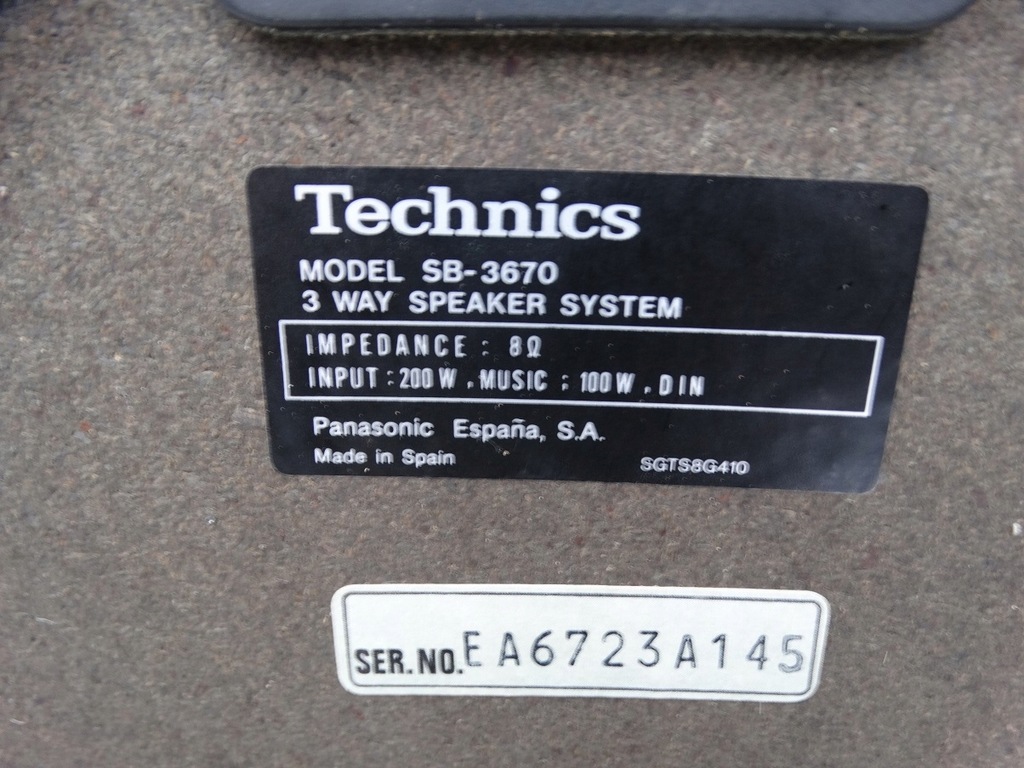 Technics
MODEL SB-3670
3 WAY SPEAKER SYSTEM
IMPEDANCE : 8Ω
INPUT : 200 W . MUSIC : 100 W . DIN
Panasonic España, S.A.
Made in Spain SGTS8G410
SER.NO. EA6723A145